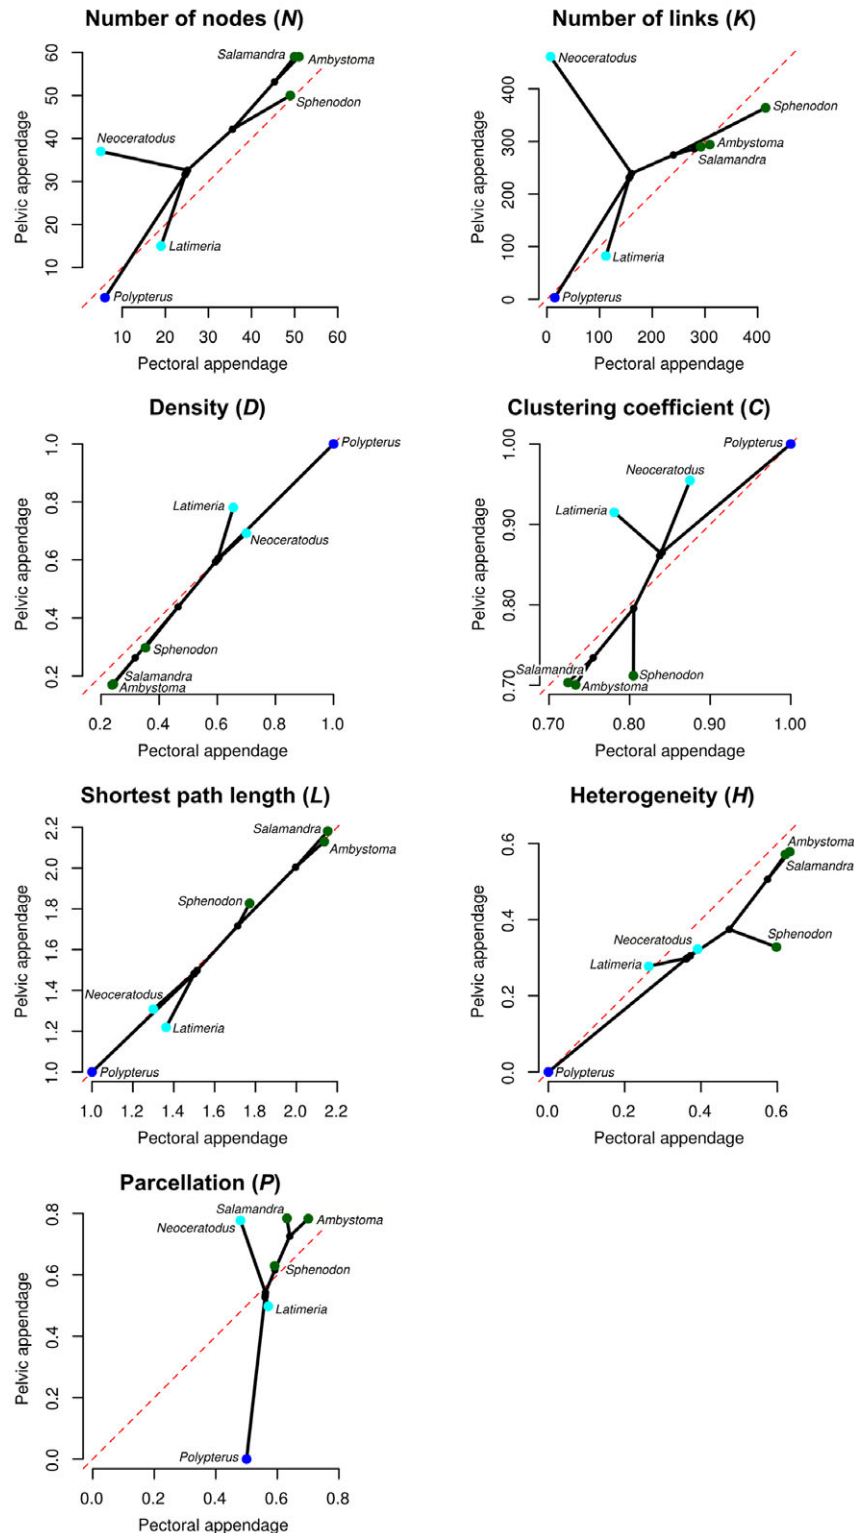 Number of nodes (N)
Pelvic appendage
60
50
40
30
20
10
Salamandra
Ambystoma
Sphenodon
Neoceratodus
Latimeria
Polypterus
10 20 30 40 50 60
Pectoral appendage
Number of links (K)
Pelvic appendage
400
300
200
100
0
Neoceratodus
Sphenodon
Ambystoma
Salamandra
Latimeria
Polypterus
0 100 200 300 400
Pectoral appendage
Density (D)
Pelvic appendage
1.0
0.8
0.6
0.4
0.2
Polypterus
Latimeria
Neoceratodus
Sphenodon
Salamandra
Ambystoma
0.2 0.4 0.6 0.8 1.0
Pectoral appendage
Clustering coefficient (C)
Pelvic appendage
1.00
0.90
0.80
0.70
Polypterus
Neoceratodus
Latimeria
Salamandra
Sphenodon
Ambystoma
0.70 0.80 0.90 1.00
Pectoral appendage
Shortest path length (L)
Pelvic appendage
2.2
2.0
1.8
1.6
1.4
1.2
1.0
Salamandra
Ambystoma
Sphenodon
Neoceratodus
Latimeria
Polypterus
1.0 1.4 1.6 1.8 2.0 2.2
Pectoral appendage
Heterogeneity (H)
Pelvic appendage
0.6
0.4
0.2
0.0
Ambystoma
Salamandra
Sphenodon
Neoceratodus
Latimeria
Polypterus
0.0 0.2 0.4 0.6
Pectoral appendage
Parcellation (P)
Pelvic appendage
0.8
0.6
0.4
0.2
0.0
Salamandra
Ambystoma
Neoceratodus
Sphenodon
Latimeria
Polypterus
0.0 0.2 0.4 0.6 0.8
Pectoral appendage